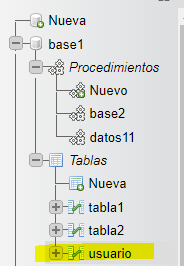 Nueva
base1
Procedimientos
Nuevo
base2
datos11
Tablas
Nueva
tabla1
tabla2
usuario